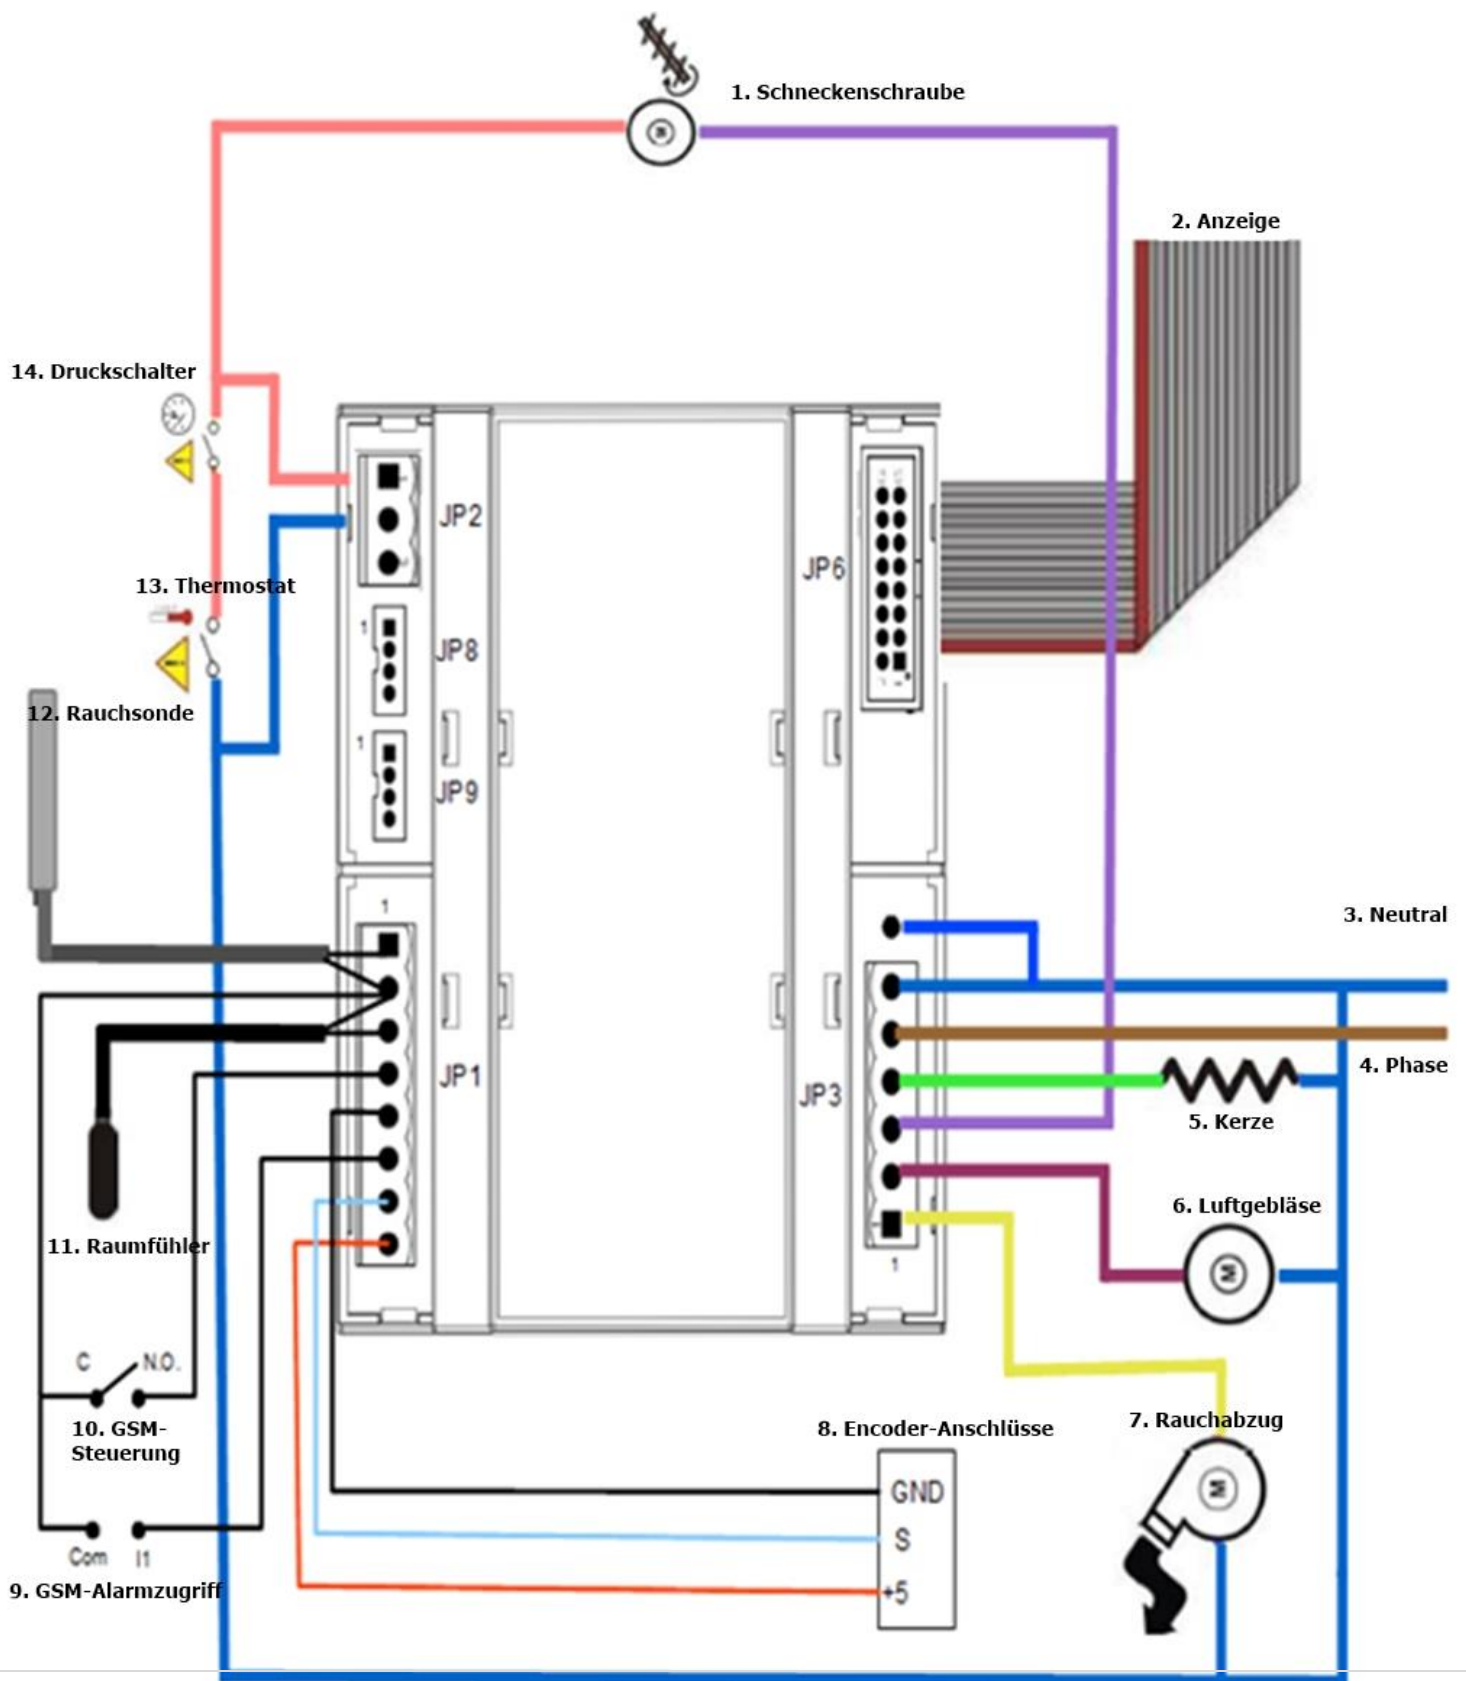 1. Schneckenschraube
2. Anzeige
14. Druckschalter
JP2
JP6
13. Thermostat
1
JP8
12. Rauchsonde
1
JP9
1
3. Neutral
4. Phase
JP1
JP3
5. Kerze
6. Luftgebläse
11. Raumfühler
1
M
C
N.O.
10. GSM-
Steuerung
7. Rauchabzug
8. Encoder-Anschlüsse
GND
M
S
Com
I1
9. GSM-Alarmzugriff
+5